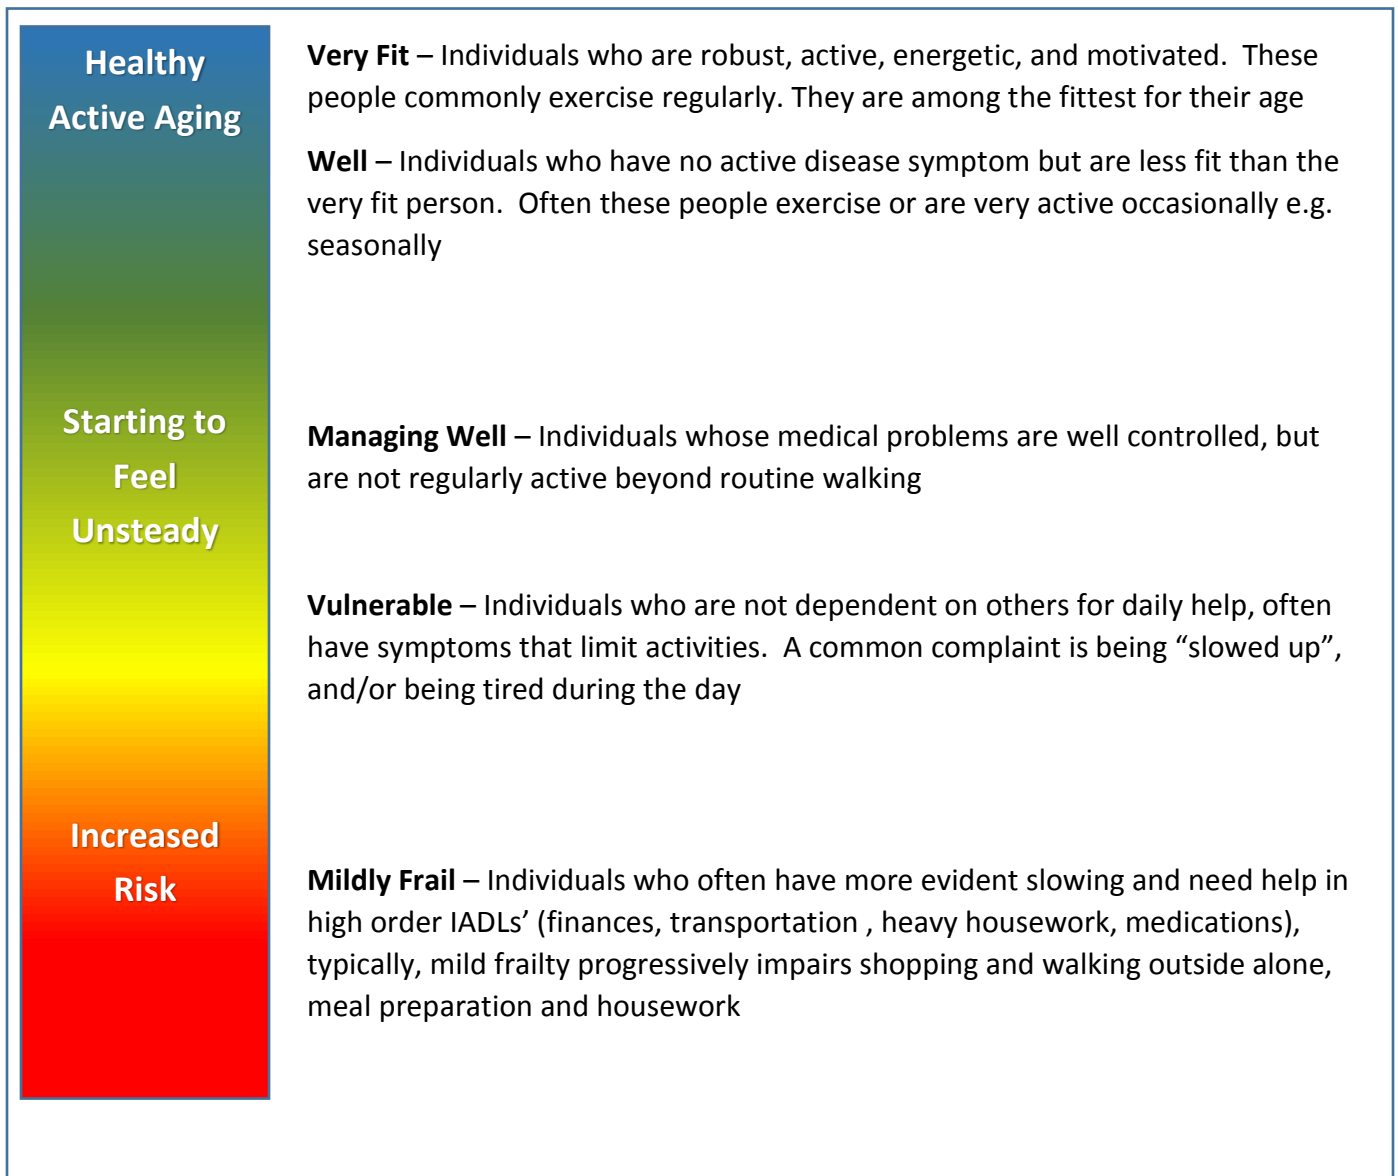 Healthy
Active Aging
Very Fit – Individuals who are robust, active, energetic, and motivated.  These
people commonly exercise regularly. They are among the fittest for their age
Well – Individuals who have no active disease symptom but are less fit than the
very fit person.  Often these people exercise or are very active occasionally e.g.
seasonally
Starting to
Feel
Unsteady
Managing Well – Individuals whose medical problems are well controlled, but
are not regularly active beyond routine walking
Vulnerable – Individuals who are not dependent on others for daily help, often
have symptoms that limit activities.  A common complaint is being “slowed up”,
and/or being tired during the day
Increased
Risk
Mildly Frail – Individuals who often have more evident slowing and need help in
high order IADLs’ (finances, transportation , heavy housework, medications),
typically, mild frailty progressively impairs shopping and walking outside alone,
meal preparation and housework